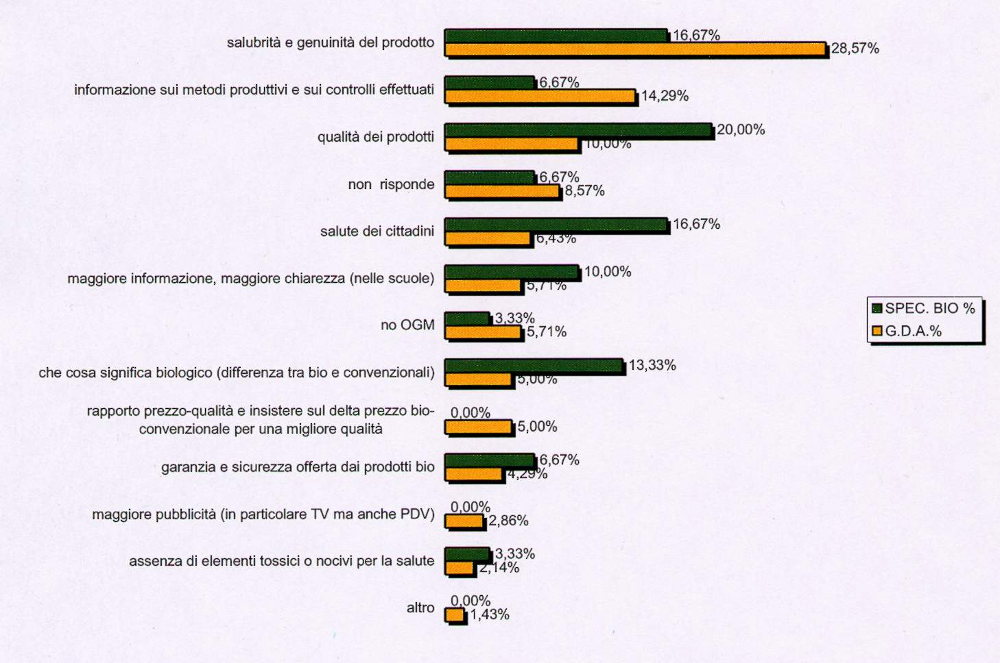 salubrità e genuinità del prodotto
16,67%
28,57%
informazione sui metodi produttivi e sui controlli effettuati
6,67%
14,29%
qualità dei prodotti
20,00%
10,00%
non risponde
6,67%
8,57%
salute dei cittadini
16,67%
6,43%
maggiore informazione, maggiore chiarezza (nelle scuole)
10,00%
5,71%
no OGM
3,33%
5,71%
che cosa significa biologico (differenza tra bio e convenzionali)
13,33%
5,00%
rapporto prezzo-qualità e insistere sul delta prezzo bio-
convenzionale per una migliore qualità
0,00%
5,00%
garanzia e sicurezza offerta dai prodotti bio
6,67%
4,29%
maggiore pubblicità (in particolare TV ma anche PDV)
0,00%
2,86%
assenza di elementi tossici o nocivi per la salute
3,33%
2,14%
altro
0,00%
1,43%
SPEC. BIO %
G.D.A.%